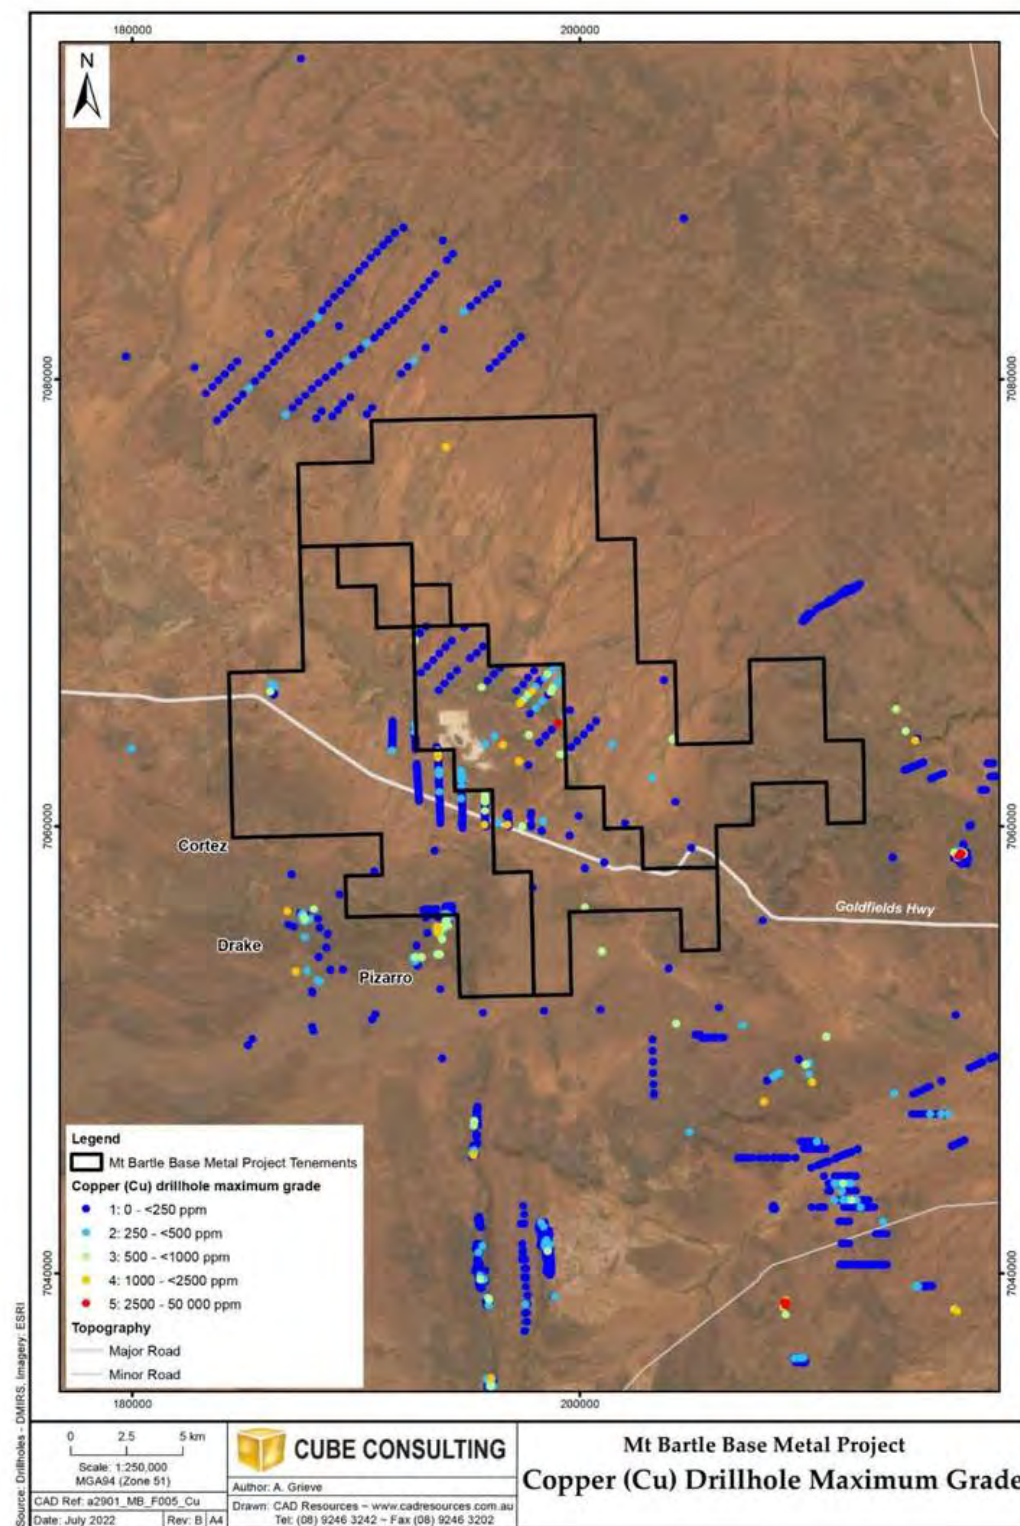 180000
200000
N
7080000
7080000
7060000
7060000
Cortez
Goldfields Hwy
Drake
Pizarro
7040000
7040000
Legend
Mt Bartle Base Metal Project Tenements
Copper (Cu) drillhole maximum grade
1: 0 - <250 ppm
2: 250 - <500 ppm
3: 500 - <1000 ppm
4: 1000 - <2500 ppm
5: 2500 - 50 000 ppm
Topography
Major Road
Minor Road
180000
200000
Source: Drillholes - DMIRS, Imagery: ESRI
0 2.5 5 km
Scale: 1:250,000
MGA94 (Zone 51)
CAD Ref: a2901_MB_F005_Cu
Date: July 2022 Rev: B A4
CUBE CONSULTING
Author: A. Grieve
Drawn: CAD Resources ~ www.cadresources.com.au
Tel: (08) 9246 3242 ~ Fax (08) 9246 3202
Mt Bartle Base Metal Project
Copper (Cu) Drillhole Maximum Grade